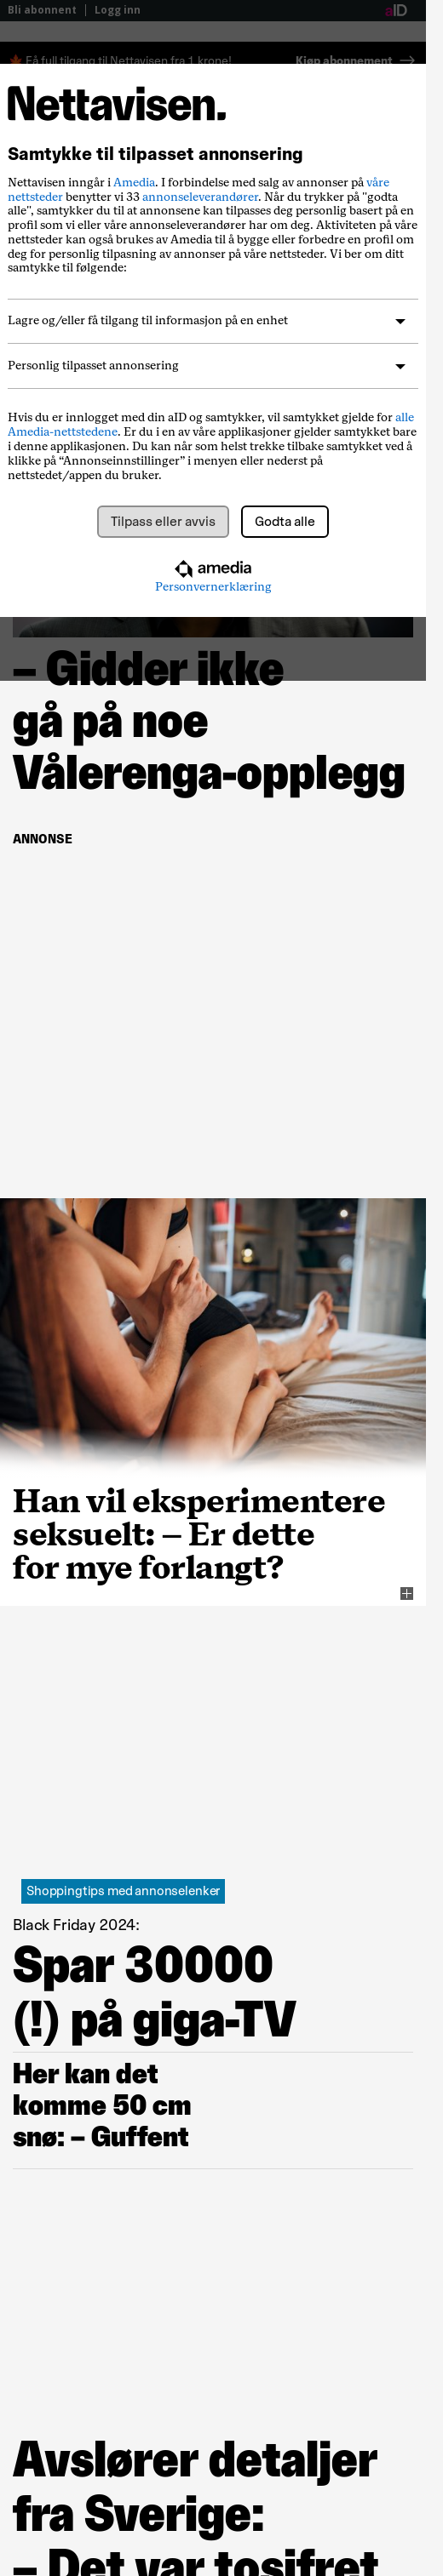 Bli abonnent | Logg inn aID
Få full tilgang til Nettavisen fra 1 krone! Kjøp abonnement →
Nettavisen.
Samtykke til tilpasset annonsering
Nettavisen inngår i Amedia. I forbindelse med salg av annonser på våre
nettsteder benytter vi 33 annonseleverandører. Når du trykker på "godta
alle", samtykker du til at annonsene kan tilpasses deg personlig basert på en
profil som vi eller våre annonseleverandører har om deg. Aktiviteten på våre
nettsteder kan også brukes av Amedia til å bygge eller forbedre en profil om
deg for personlig tilpasning av annonser på våre nettsteder. Vi ber om ditt
samtykke til følgende:
Lagre og/eller få tilgang til informasjon på en enhet
Personlig tilpasset annonsering
Hvis du er innlogget med din aID og samtykker, vil samtykket gjelde for alle
Amedia-nettstedene. Er du i en av våre applikasjoner gjelder samtykket bare
i denne applikasjonen. Du kan når som helst trekke tilbake samtykket ved å
klikke på “Annonseinnstillinger” i menyen eller nederst på
nettstedet/appen du bruker.
Tilpass eller avvis Godta alle
amedia
Personvernerklæring
– Gidder ikke
gå på noe
Vålerenga-opplegg
ANNONSE
Han vil eksperimentere
seksuelt: – Er dette
for mye forlangt?
Shoppingtips med annonselenker
Black Friday 2024:
Spar 30000
(!) på giga-TV
Her kan det
komme 50 cm
snø: – Guffent
Avslører detaljer
fra Sverige:
– Det var tosifret